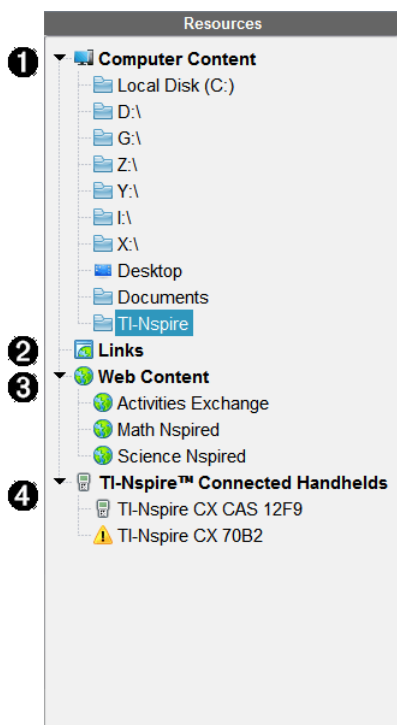 Resources
1 Computer Content
Local Disk (C:)
D:\
G:\
Z:\
Y:\
I:\
X:\
Desktop
Documents
TI-Nspire
2 Links
3 Web Content
Activities Exchange
Math Nspired
Science Nspired
4 TI-Nspire™ Connected Handhelds
TI-Nspire CX CAS 12F9
TI-Nspire CX 70B2